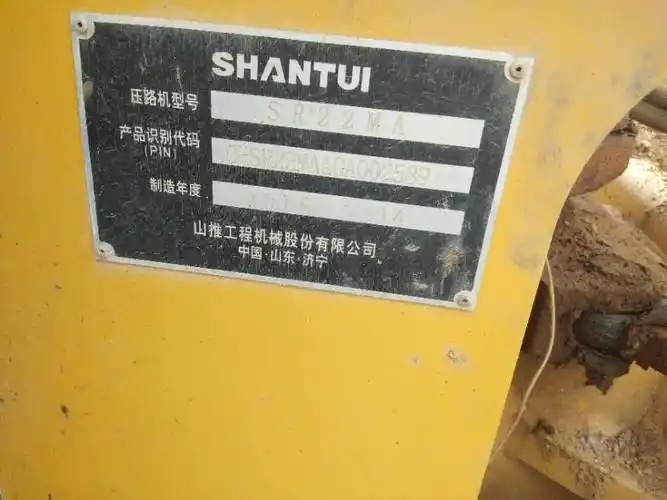 SHANTUI
压路机型号 SR22MA
产品识别代码
(PIN)
制造年度
山推工程机械股份有限公司
中国·山东·济宁